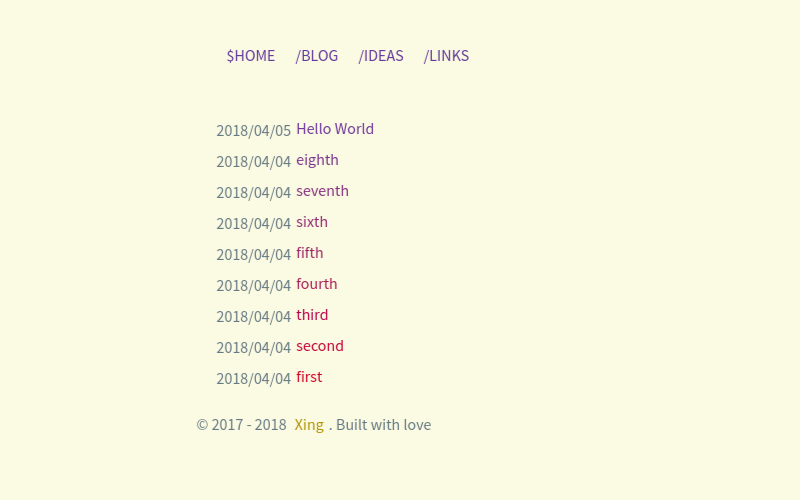 $HOME /BLOG /IDEAS /LINKS
2018/04/05 Hello World
2018/04/04 eighth
2018/04/04 seventh
2018/04/04 sixth
2018/04/04 fifth
2018/04/04 fourth
2018/04/04 third
2018/04/04 second
2018/04/04 first
© 2017 - 2018 Xing . Built with love